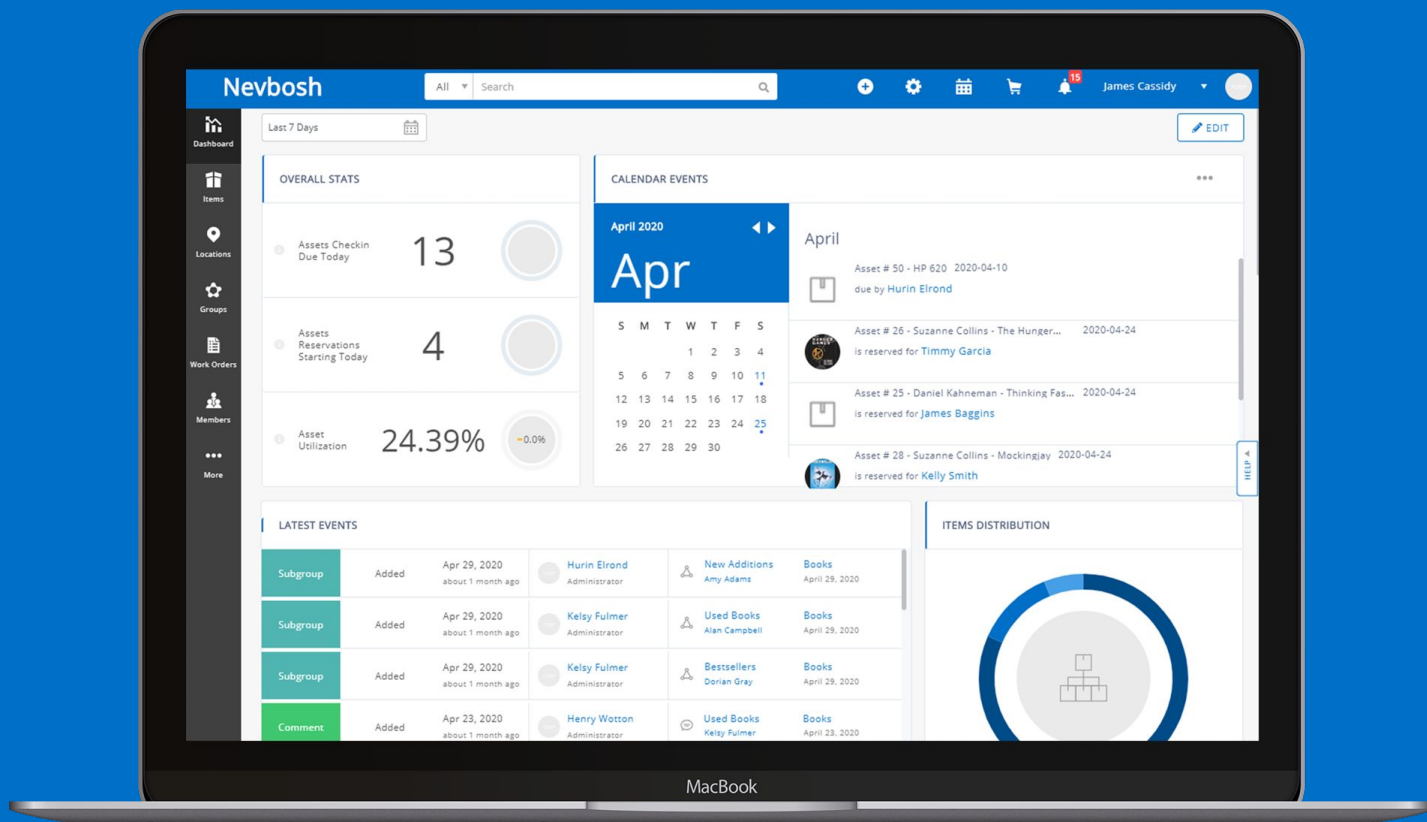 Nevbosh
All
Search
15
James Cassidy
Dashboard
Items
Locations
Groups
Work Orders
Members
More
Last 7 Days
EDIT
OVERALL STATS
Assets Checkin
Due Today
13
Assets
Reservations
Starting Today
4
Asset
Utilization
24.39%
-0.0%
CALENDAR EVENTS
April 2020
Apr
S M T W T F S
1 2 3 4
5 6 7 8 9 10 11
12 13 14 15 16 17 18
19 20 21 22 23 24 25
26 27 28 29 30
April
Asset # 50 - HP 620 2020-04-10
due by Hurin Elrond
Asset # 26 - Suzanne Collins - The Hunger... 2020-04-24
is reserved for Timmy Garcia
Asset # 25 - Daniel Kahneman - Thinking Fas... 2020-04-24
is reserved for James Baggins
Asset # 28 - Suzanne Collins - Mockingjay 2020-04-24
is reserved for Kelly Smith
HELP
LATEST EVENTS
Subgroup Added Apr 29, 2020 Hurin Elrond New Additions Books
about 1 month ago Administrator Amy Adams April 29, 2020
Subgroup Added Apr 29, 2020 Kelsy Fulmer Used Books Books
about 1 month ago Administrator Alan Campbell April 29, 2020
Subgroup Added Apr 29, 2020 Kelsy Fulmer Bestsellers Books
about 1 month ago Administrator Dorian Gray April 29, 2020
Comment Added Apr 23, 2020 Henry Wotton Used Books Books
about 1 month ago Administrator Kelsy Fulmer April 23, 2020
ITEMS DISTRIBUTION
MacBook